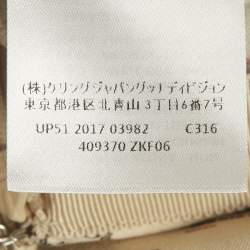 (株)ケリングジャパングッチディビジョン
東京都港区北青山3丁目6番7号
UP51 2017 03982 C316
409370 ZKF06